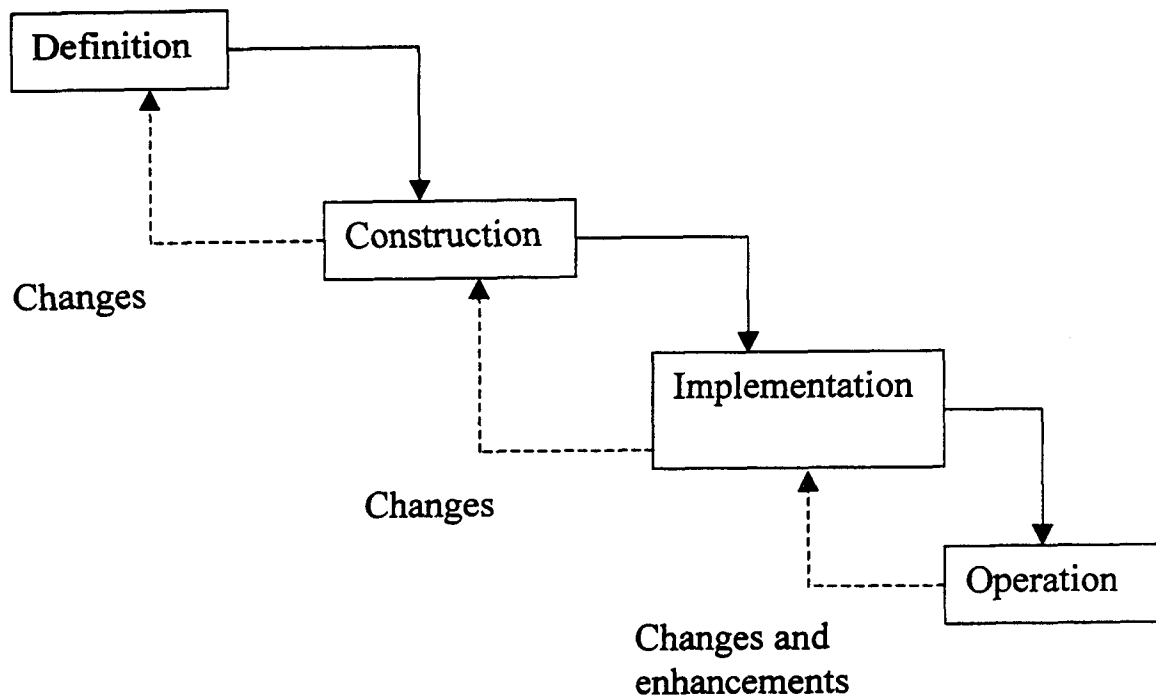 Definition
Construction
Changes
Implementation
Changes
Operation
Changes and
enhancements